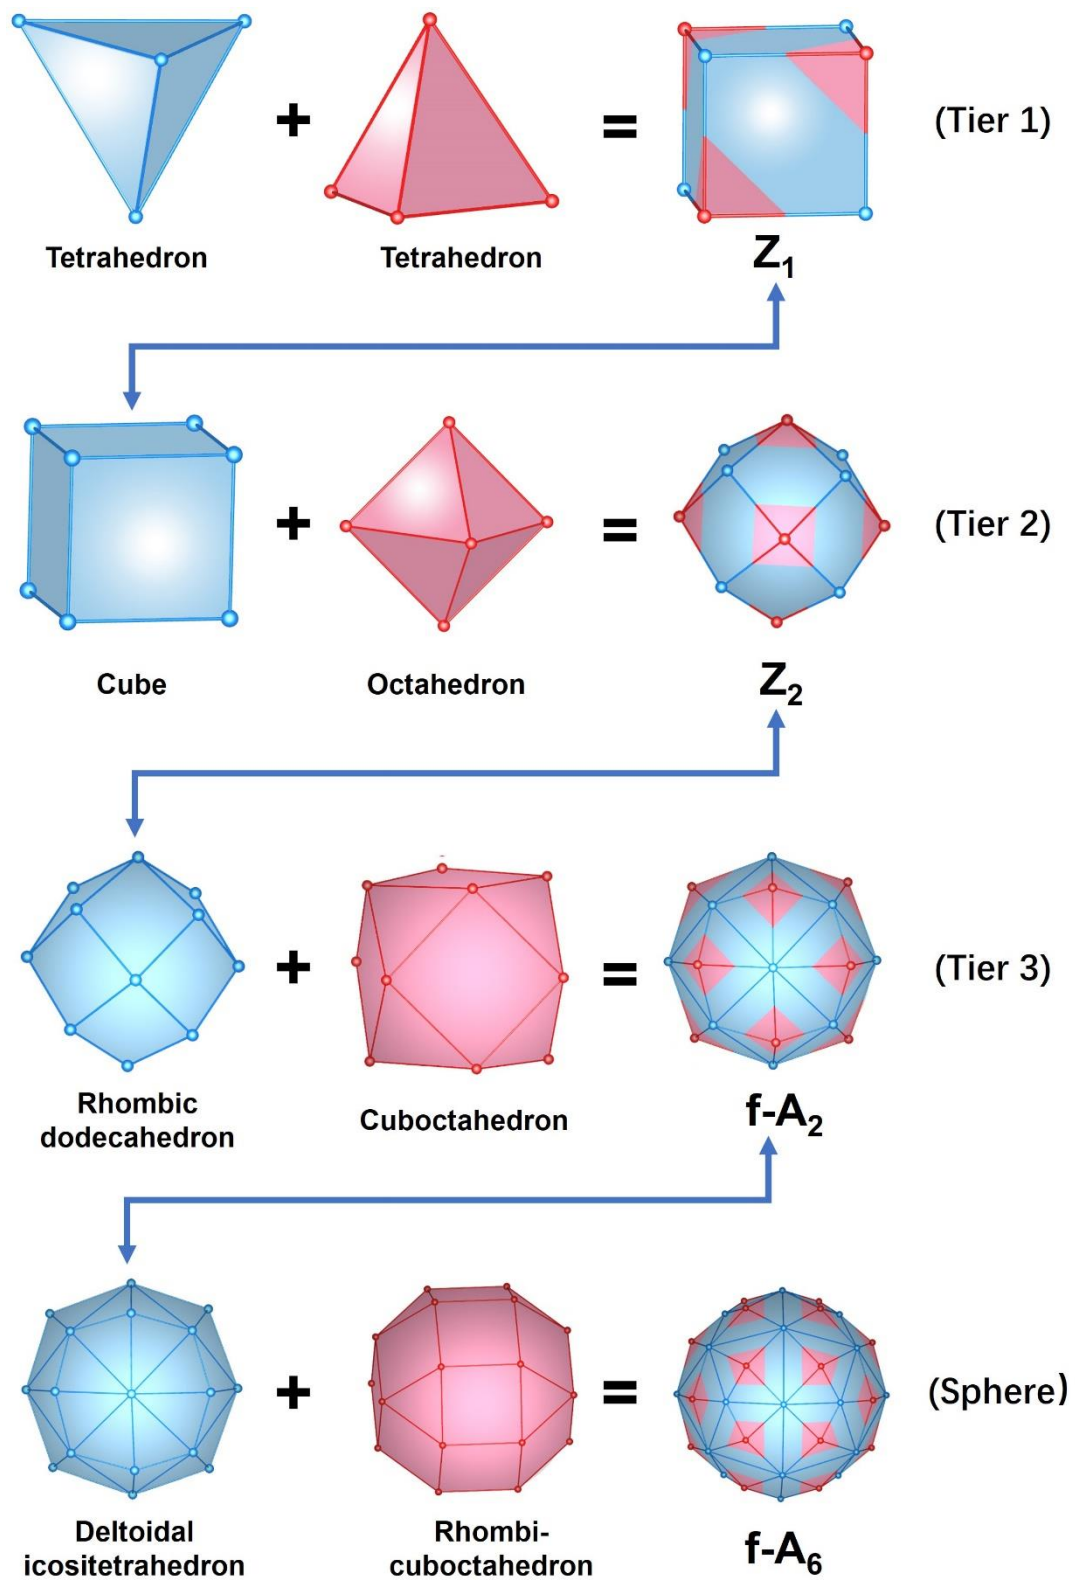 +
=
(Tier 1)
Tetrahedron
Tetrahedron
Z₁
+
=
(Tier 2)
Cube
Octahedron
Z₂
+
=
(Tier 3)
Rhombic
dodecahedron
Cuboctahedron
f-A₂
+
=
(Sphere)
Deltoidal
icositetrahedron
Rhombi-
cuboctahedron
f-A₆